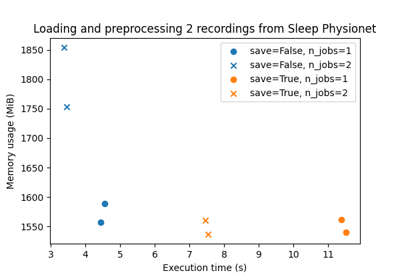 Loading and preprocessing 2 recordings from Sleep Physionet
save=False, n_jobs=1
save=False, n_jobs=2
save=True, n_jobs=1
save=True, n_jobs=2
Memory usage (MiB)
1850
1800
1750
1700
1650
1600
1550
3 4 5 6 7 8 9 10 11
Execution time (s)